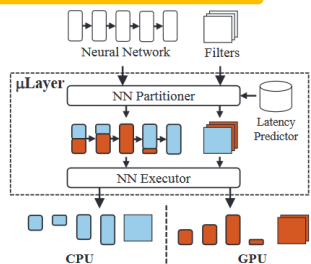 Neural Network
Filters
μLayer
NN Partitioner
Latency
Predictor
NN Executor
CPU
GPU